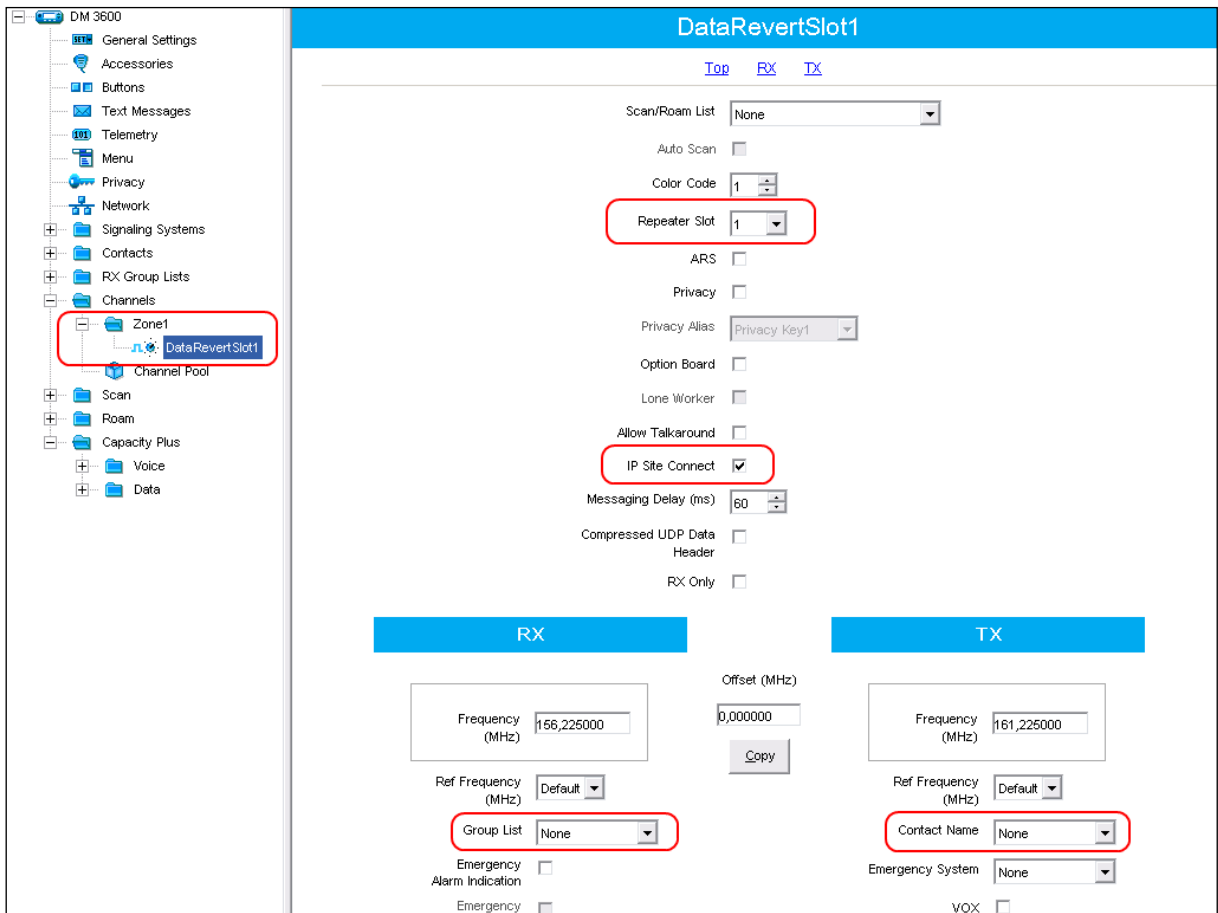 DM 3600
General Settings
Accessories
Buttons
Text Messages
Telemetry
Menu
Privacy
Network
Signaling Systems
Contacts
RX Group Lists
Channels
Zone1
DataRevertSlot1
Channel Pool
Scan
Roam
Capacity Plus
Voice
Data
DataRevertSlot1
Top RX TX
Scan/Roam List None
Auto Scan
Color Code 1
Repeater Slot 1
ARS
Privacy
Privacy Alias Privacy Key1
Option Board
Lone Worker
Allow Talkaround
IP Site Connect
Messaging Delay (ms) 60
Compressed UDP Data
Header
RX Only
RX
Frequency
(MHz)
156,225000
Ref Frequency
(MHz)
Default
Group List None
Emergency
Alarm Indication
Emergency
Offset (MHz)
0,000000
Copy
TX
Frequency
(MHz)
161,225000
Ref Frequency
(MHz)
Default
Contact Name None
Emergency System None
VOX